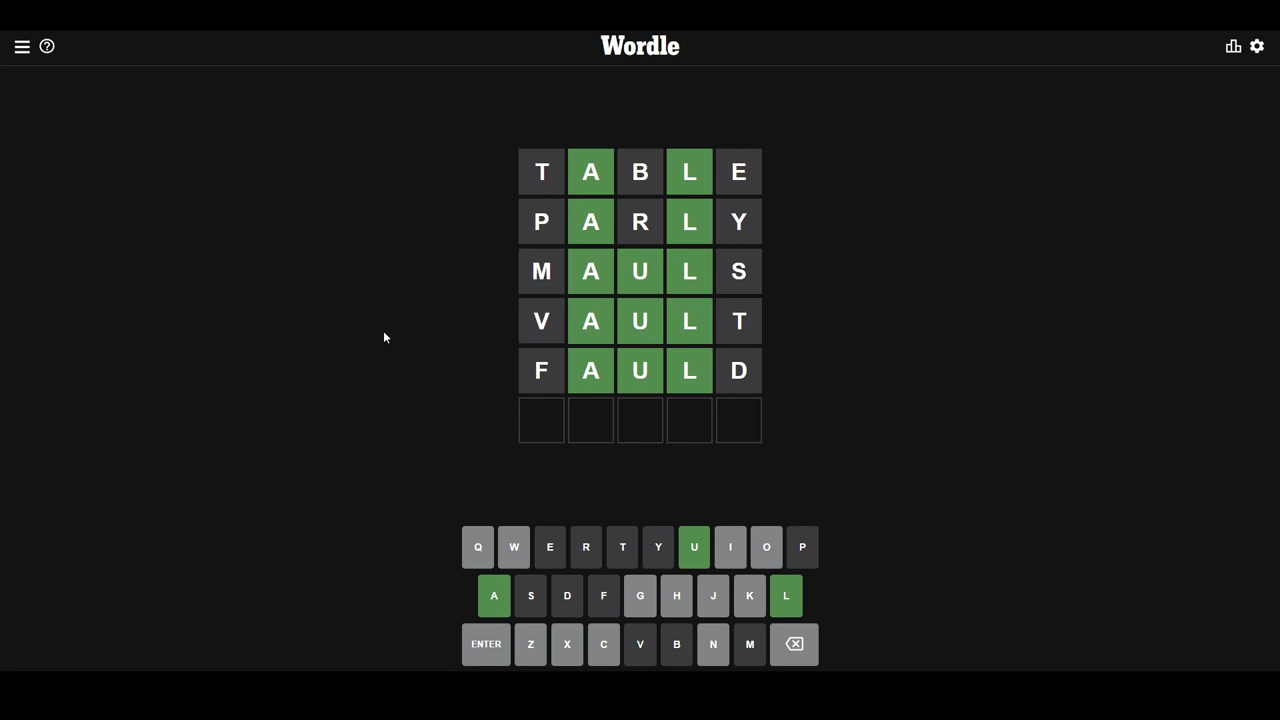 Wordle
T A B L E
P A R L Y
M A U L S
V A U L T
F A U L D
Q W E R T Y U I O P
A S D F G H J K L
ENTER Z X C V B N M